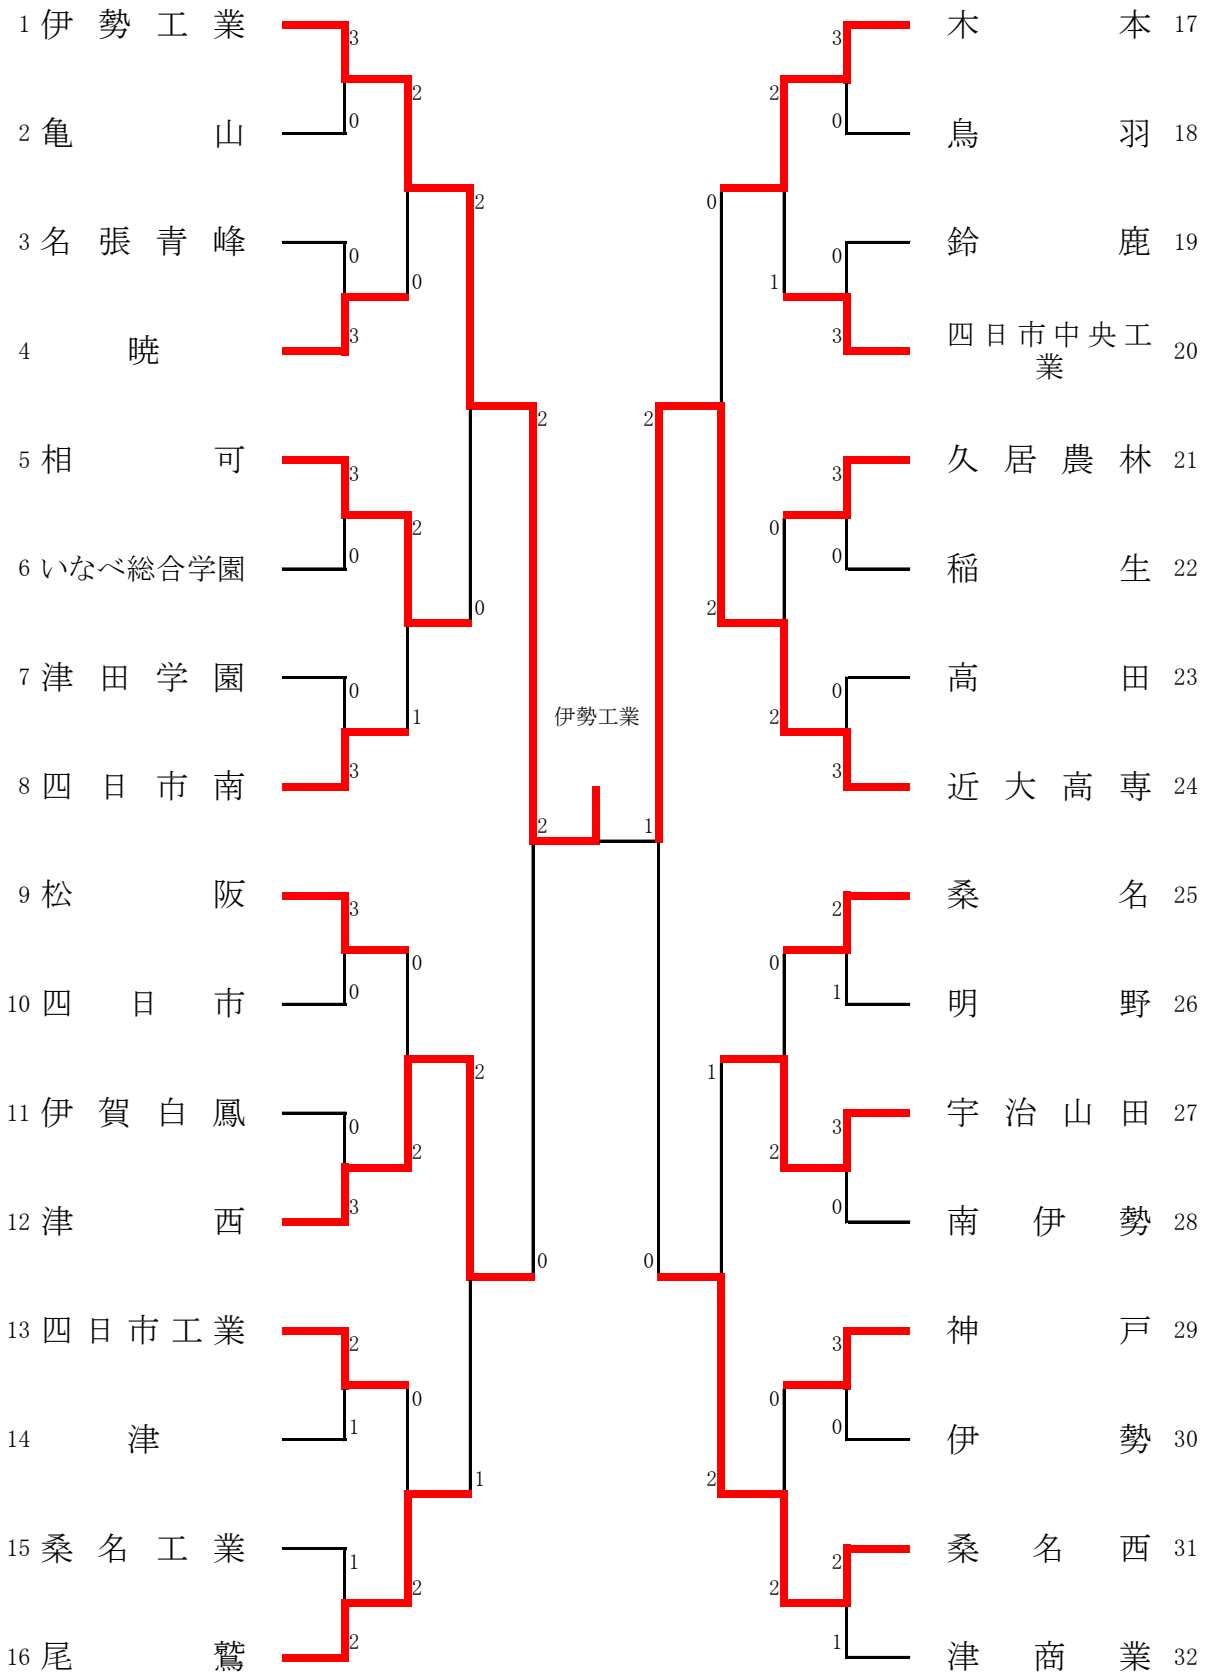 1 伊勢工業
3
2
2 亀山
0
3 名張青峰
0
2
0
4 暁
3
2
5 相可
3
2
6 いなべ総合学園
0
0
7 津田学園
0
1
8 四日市南
3
2
9 松阪
3
0
10 四日市
0
2
11 伊賀白鳳
0
2
12 津西
3
0
13 四日市工業
2
0
14 津
1
1
15 桑名工業
1
2
16 尾鷲
2
伊勢工業
木本 17
3
2
鳥羽 18
0
0
鈴鹿 19
0
1
四日市中央工
業
20
3
2
久居農林 21
3
0
稲生 22
0
2
高田 23
0
2
近大高専 24
3
1
桑名 25
2
0
明野 26
1
1
宇治山田 27
3
2
南伊勢 28
0
0
神戸 29
3
0
伊勢 30
0
2
桑名西 31
2
2
津商業 32
1